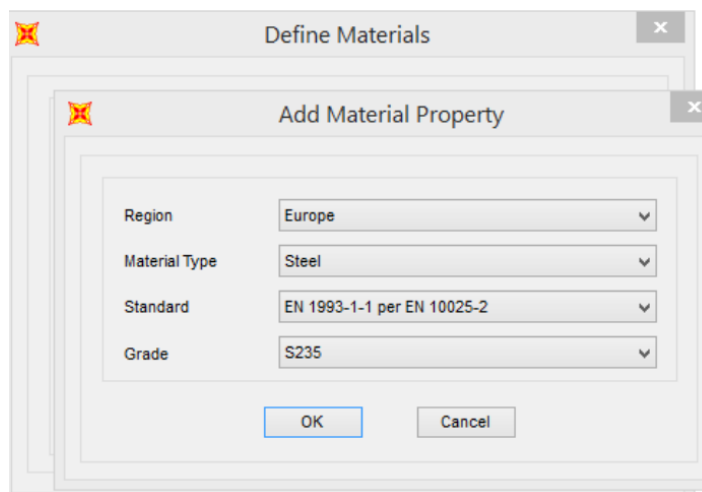 Define Materials
Add Material Property
Region Europe
Material Type Steel
Standard EN 1993-1-1 per EN 10025-2
Grade S235
OK Cancel